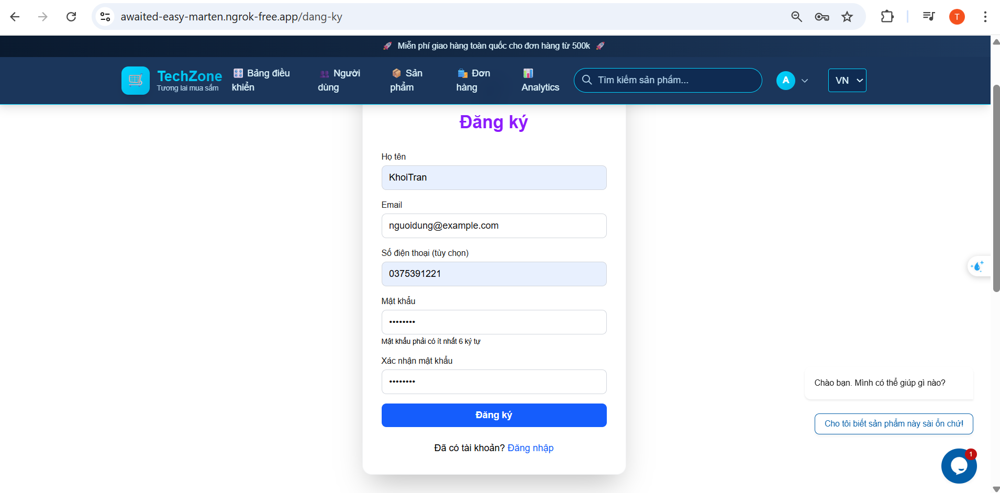 awaited-easy-marten.ngrok-free.app/dang-ky
T
🚀 Miễn phí giao hàng toàn quốc cho đơn hàng từ 500k 🚀
TechZone
Tương lai mua sắm
Bảng điều
khiển
Người
dùng
Sản
phẩm
Đơn
hàng
Analytics
Tìm kiếm sản phẩm...
A
VN
Đăng ký
Họ tên
KhoiTran
Email
nguoidung@example.com
Số điện thoại (tùy chọn)
0375391221
Mật khẩu
••••••••
Mật khẩu phải có ít nhất 6 ký tự
Xác nhận mật khẩu
••••••••
Đăng ký
Đã có tài khoản? Đăng nhập
Chào bạn. Mình có thể giúp gì nào?
Cho tôi biết sản phẩm này sài ổn chứ!
1